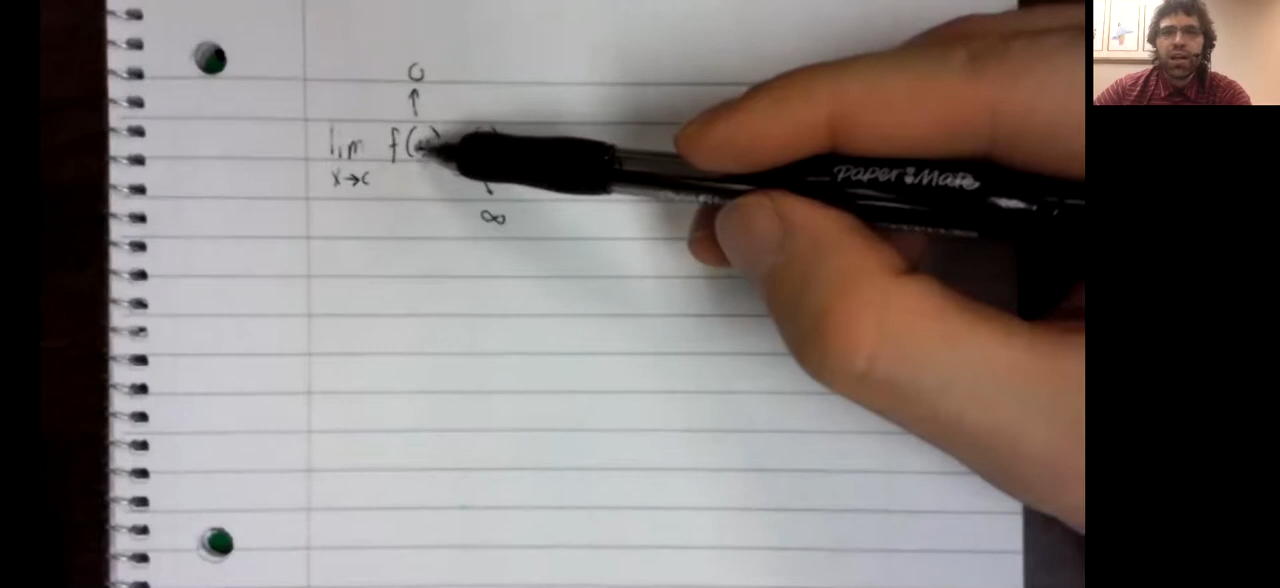 0
↑
lim f(x)
x→c
∞
PAPER:MATE